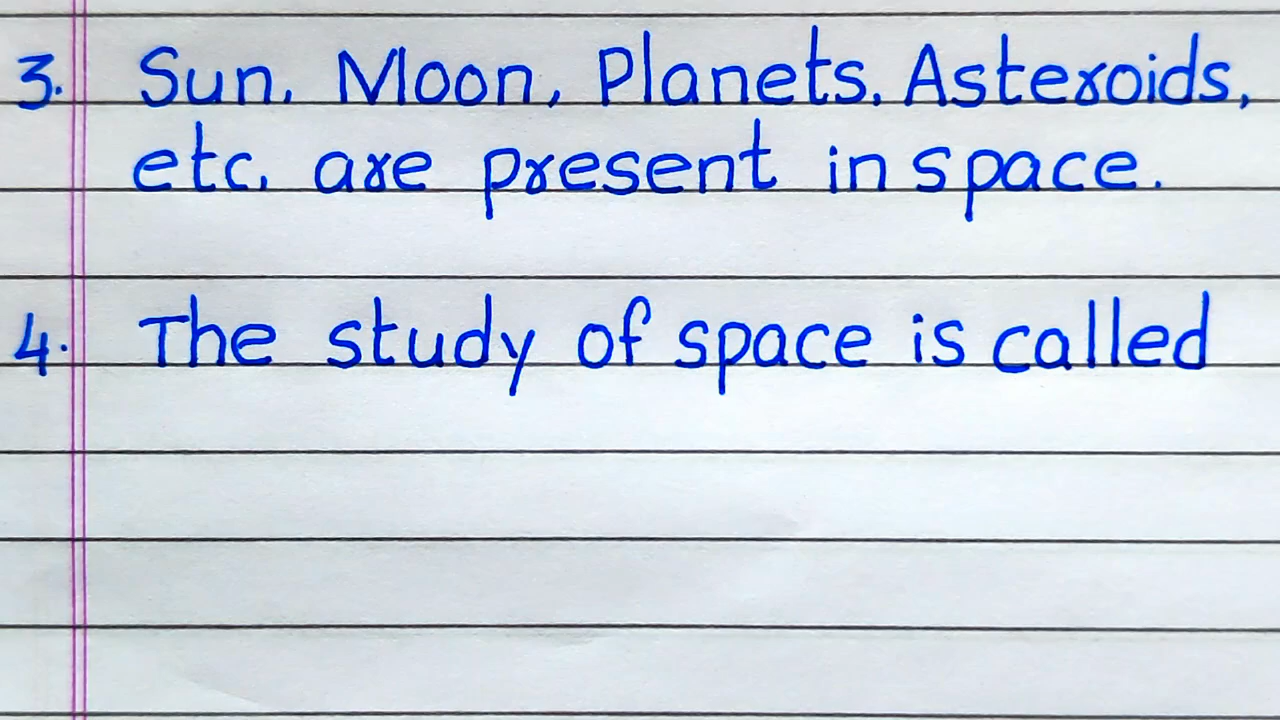 3. Sun, Moon, Planets, Asteroids,
etc. are present in space.
4. The study of space is called